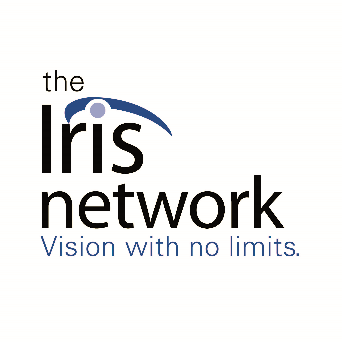 the
Iris
network
Vision with no limits.